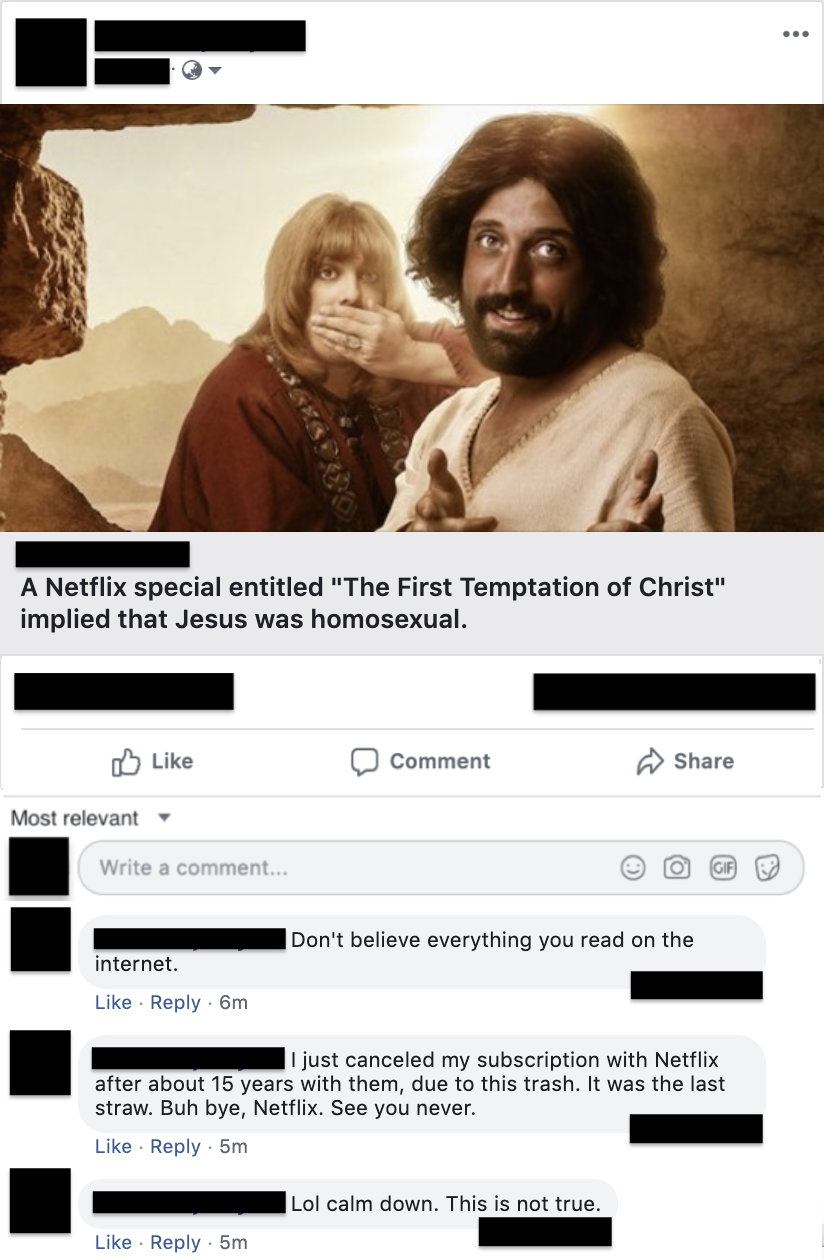 A Netflix special entitled "The First Temptation of Christ"
implied that Jesus was homosexual.
Like Comment Share
Most relevant
Write a comment... GIF
Don't believe everything you read on the
internet.
Like · Reply · 6m
I just canceled my subscription with Netflix
after about 15 years with them, due to this trash. It was the last
straw. Buh bye, Netflix. See you never.
Like · Reply · 5m
Lol calm down. This is not true.
Like · Reply · 5m